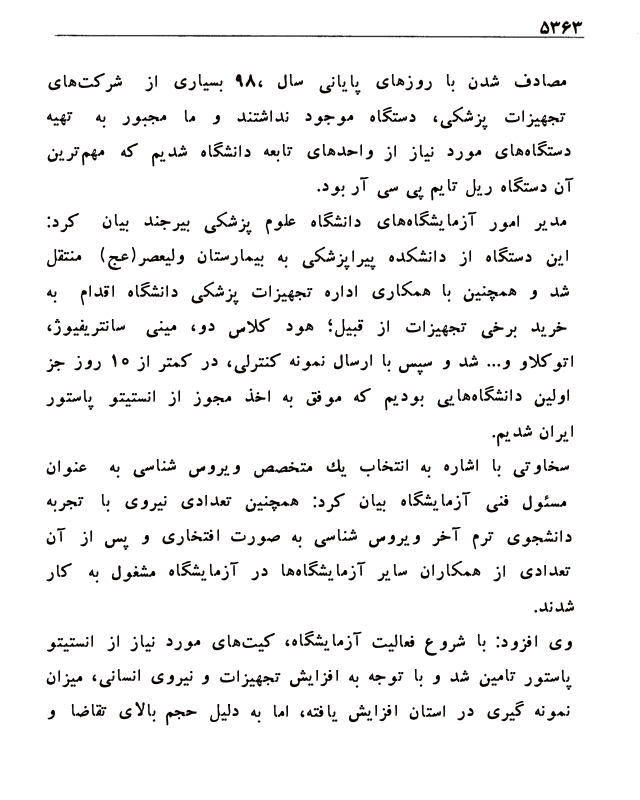 ۵۳۶۳
مصادف شدن با روزهای پایانی سال ۹۸، بسیاری از شرکت‌های
تجهیزات پزشکی، دستگاه موجود نداشتند و ما مجبور به تهیه
دستگاه‌های مورد نیاز از واحدهای تابعه دانشگاه شدیم که مهم‌ترین
آن دستگاه ریل تایم پی سی آر بود.
مدیر امور آزمایشگاه‌های دانشگاه علوم پزشکی بیرجند بیان کرد:
این دستگاه از دانشکده پیراپزشکی به بیمارستان ولیعصر(عج) منتقل
شد و همچنین با همکاری اداره تجهیزات پزشکی دانشگاه اقدام به
خرید برخی تجهیزات از قبیل؛ هود کلاس دو، مینی سانتریفیوژ،
اتوکلاو و... شد و سپس با ارسال نمونه کنترلی، در کمتر از ۱۵ روز جز
اولین دانشگاه‌هایی بودیم که موفق به اخذ مجوز از انستیتو پاستور
ایران شدیم.
سخاوتی با اشاره به انتخاب یك متخصص ویروس شناسی به عنوان
مسئول فنی آزمایشگاه بیان کرد: همچنین تعدادی نیروی با تجربه
دانشجوی ترم آخر ویروس شناسی به صورت افتخاری و پس از آن
تعدادی از همکاران سایر آزمایشگاه‌ها در آزمایشگاه مشغول به کار
شدند.
وی افزود: با شروع فعالیت آزمایشگاه، کیت‌های مورد نیاز از انستیتو
پاستور تامین شد و با توجه به افزایش تجهیزات و نیروی انسانی، میزان
نمونه گیری در استان افزایش یافته، اما به دلیل حجم بالای تقاضا و